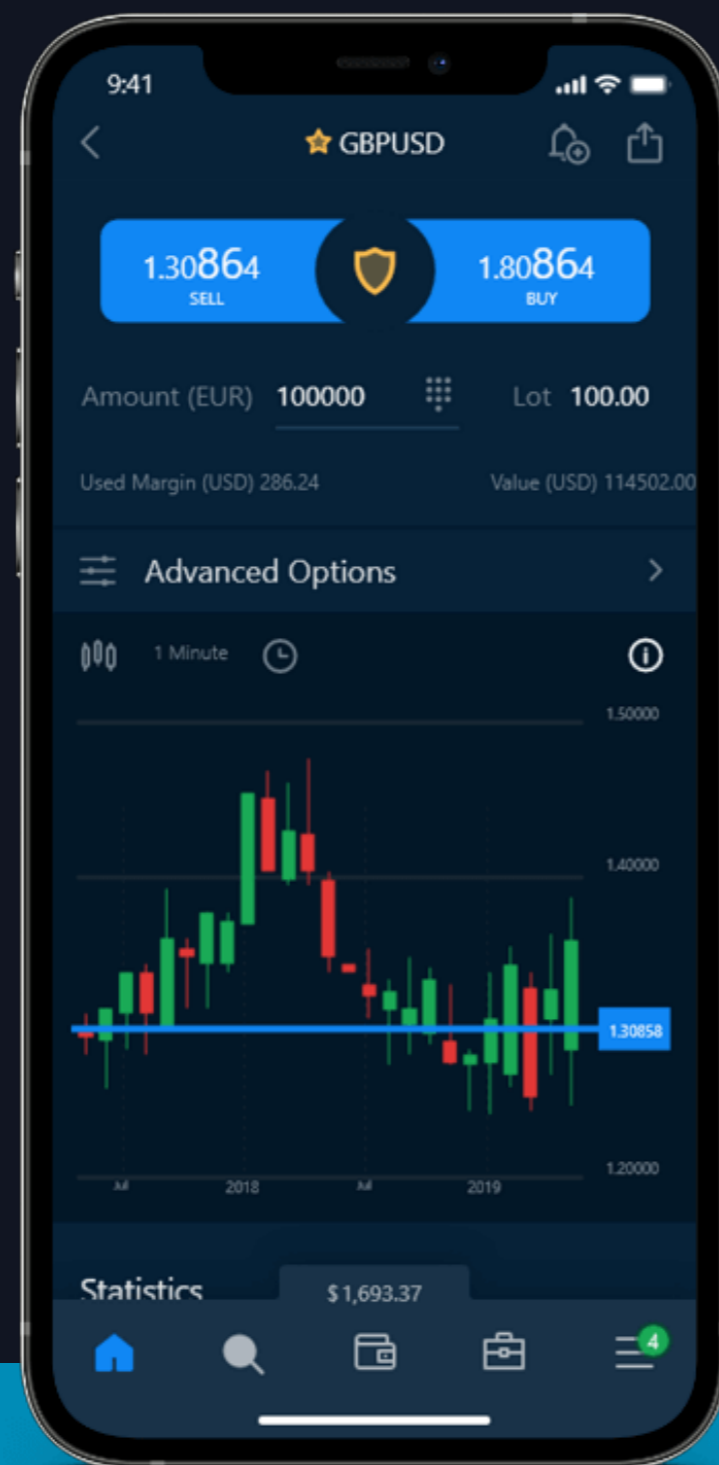 9:41
GBPUSD
1.30864 1.80864
SELL BUY
Amount (EUR) 100000 Lot 100.00
Used Margin (USD) 286.24 Value (USD) 114502.00
Advanced Options
1 Minute
1.50000
1.40000
1.30858
1.20000
Jul 2018 Jul 2019
Statistics
$1,693.37
4